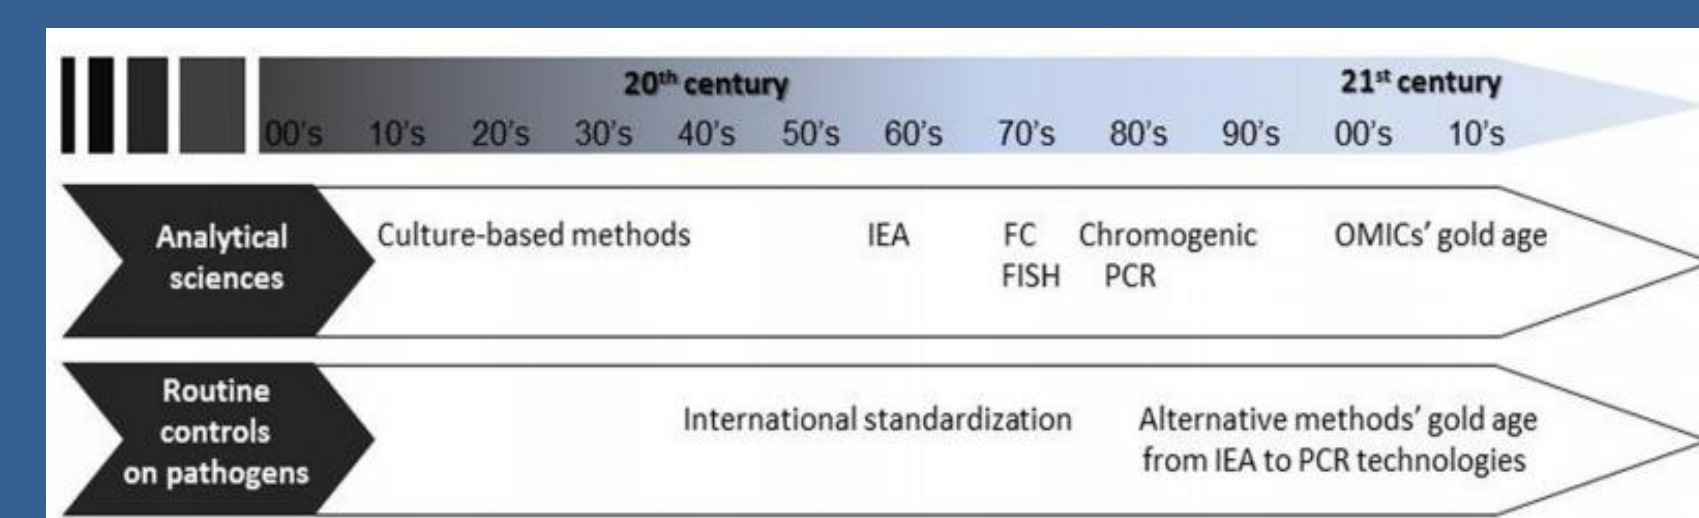 20th century 21st century
00's 10's 20's 30's 40's 50's 60's 70's 80's 90's 00's 10's
Analytical
sciences
Culture-based methods IEA FC Chromogenic OMICs' gold age
FISH PCR
Routine
controls
on pathogens
International standardization Alternative methods' gold age
from IEA to PCR technologies